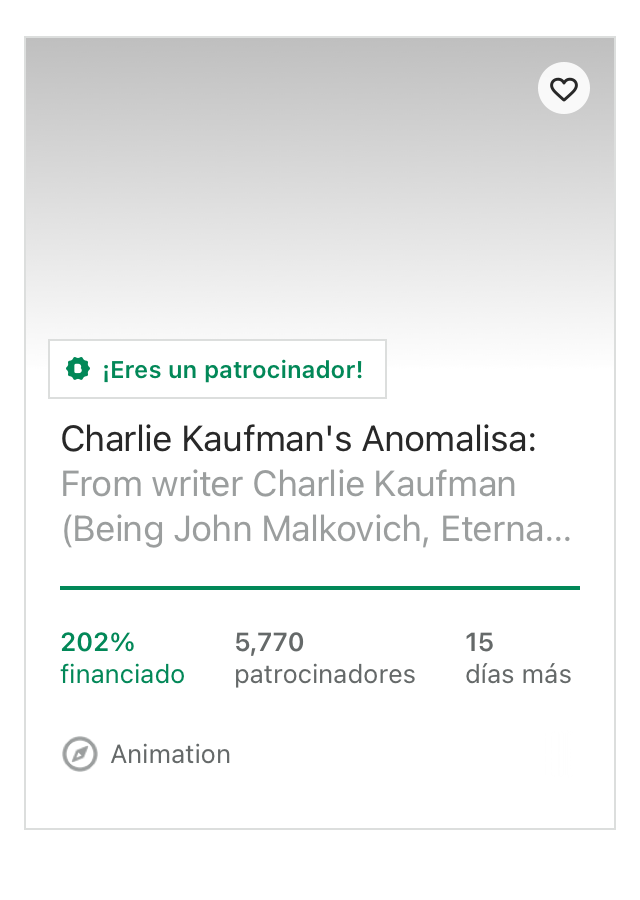 ¡Eres un patrocinador!
Charlie Kaufman's Anomalisa:
From writer Charlie Kaufman
(Being John Malkovich, Eterna...
202%
financiado
5,770
patrocinadores
15
días más
Animation